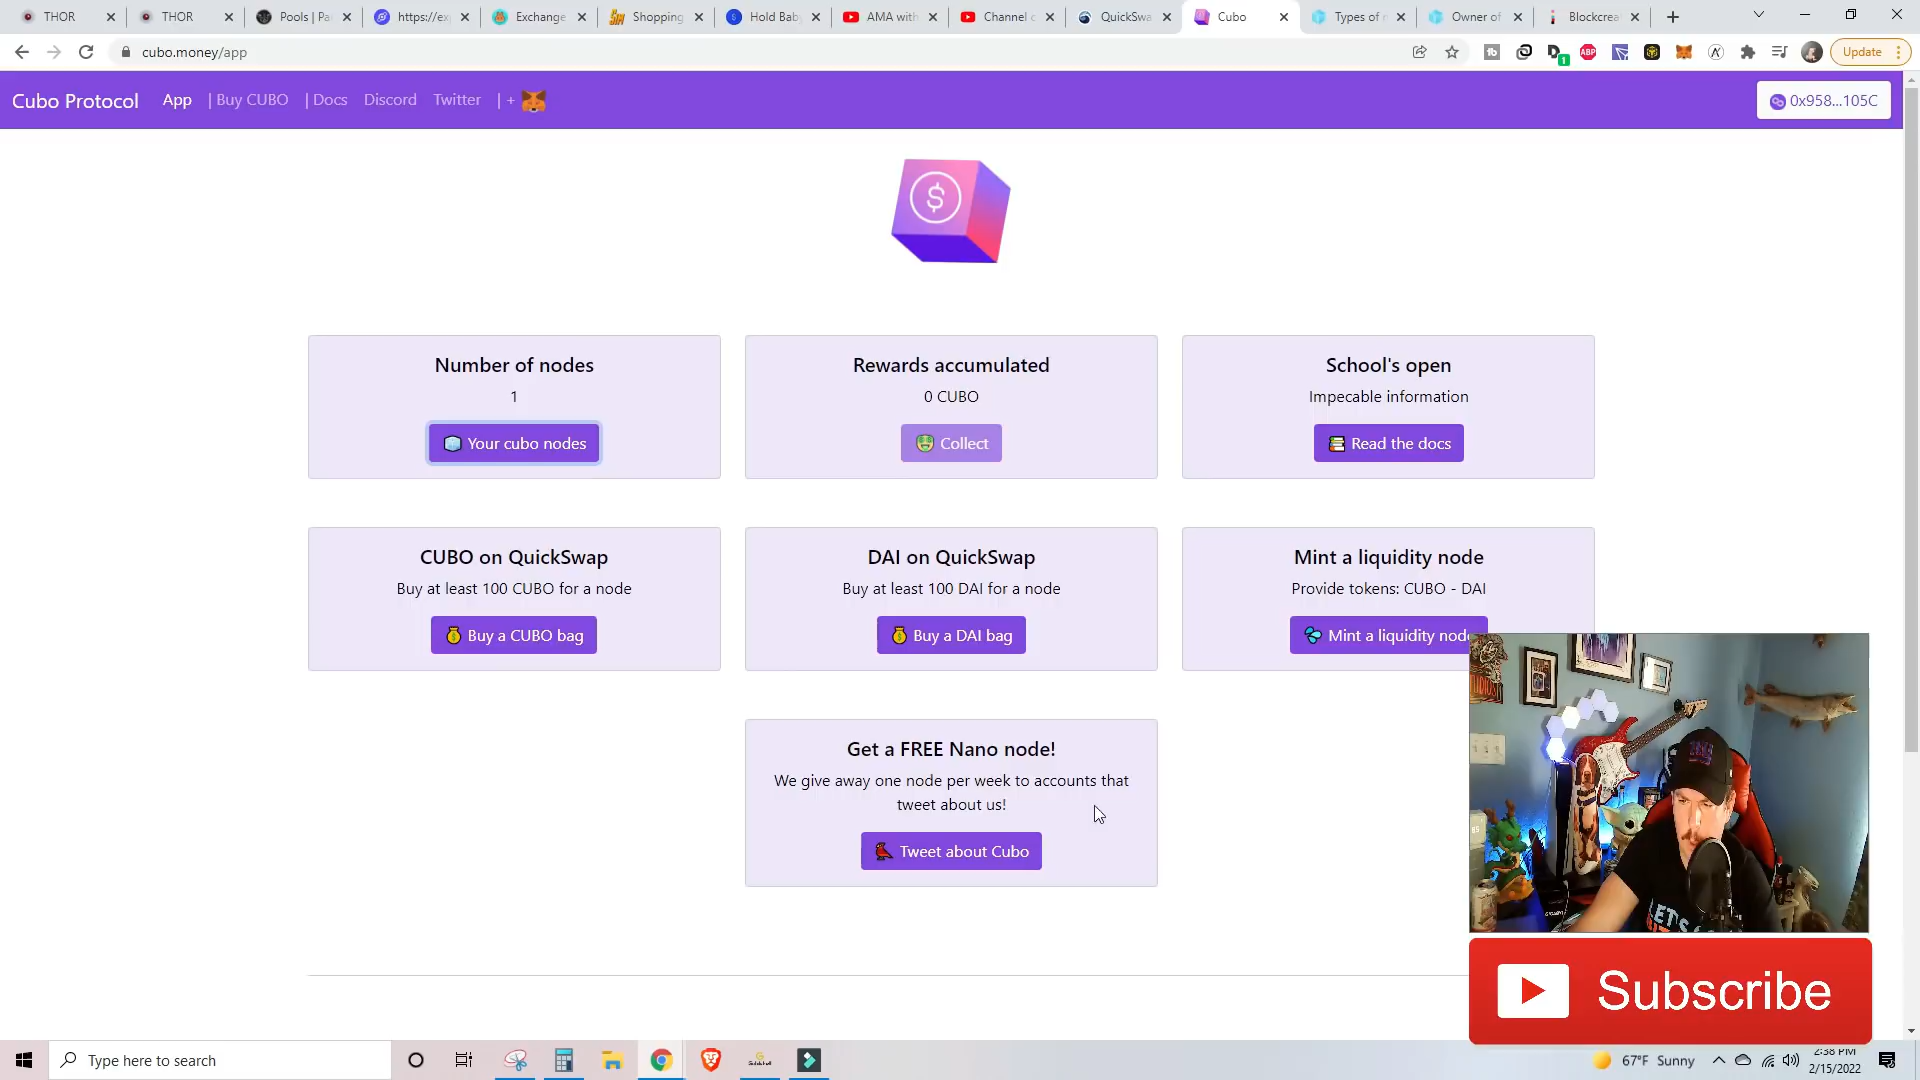 THOR
THOR
Pools | Pa
https://ex
Exchange
Shopping
Hold Bab
AMA with
Channel c
QuickSwa
Cubo
Types of
Owner of
Blockcrea
cubo.money/app
Update
Cubo Protocol
App
| Buy CUBO
| Docs
Discord
Twitter
| +
0x958...105C
Number of nodes
1
Your cubo nodes
Rewards accumulated
0 CUBO
Collect
School's open
Impecable information
Read the docs
CUBO on QuickSwap
Buy at least 100 CUBO for a node
Buy a CUBO bag
DAI on QuickSwap
Buy at least 100 DAI for a node
Buy a DAI bag
Mint a liquidity node
Provide tokens: CUBO - DAI
Mint a liquidity node
Get a FREE Nano node!
We give away one node per week to accounts that
tweet about us!
Tweet about Cubo
LET'S
Subscribe
Type here to search
67°F Sunny
2:38 PM
2/15/2022